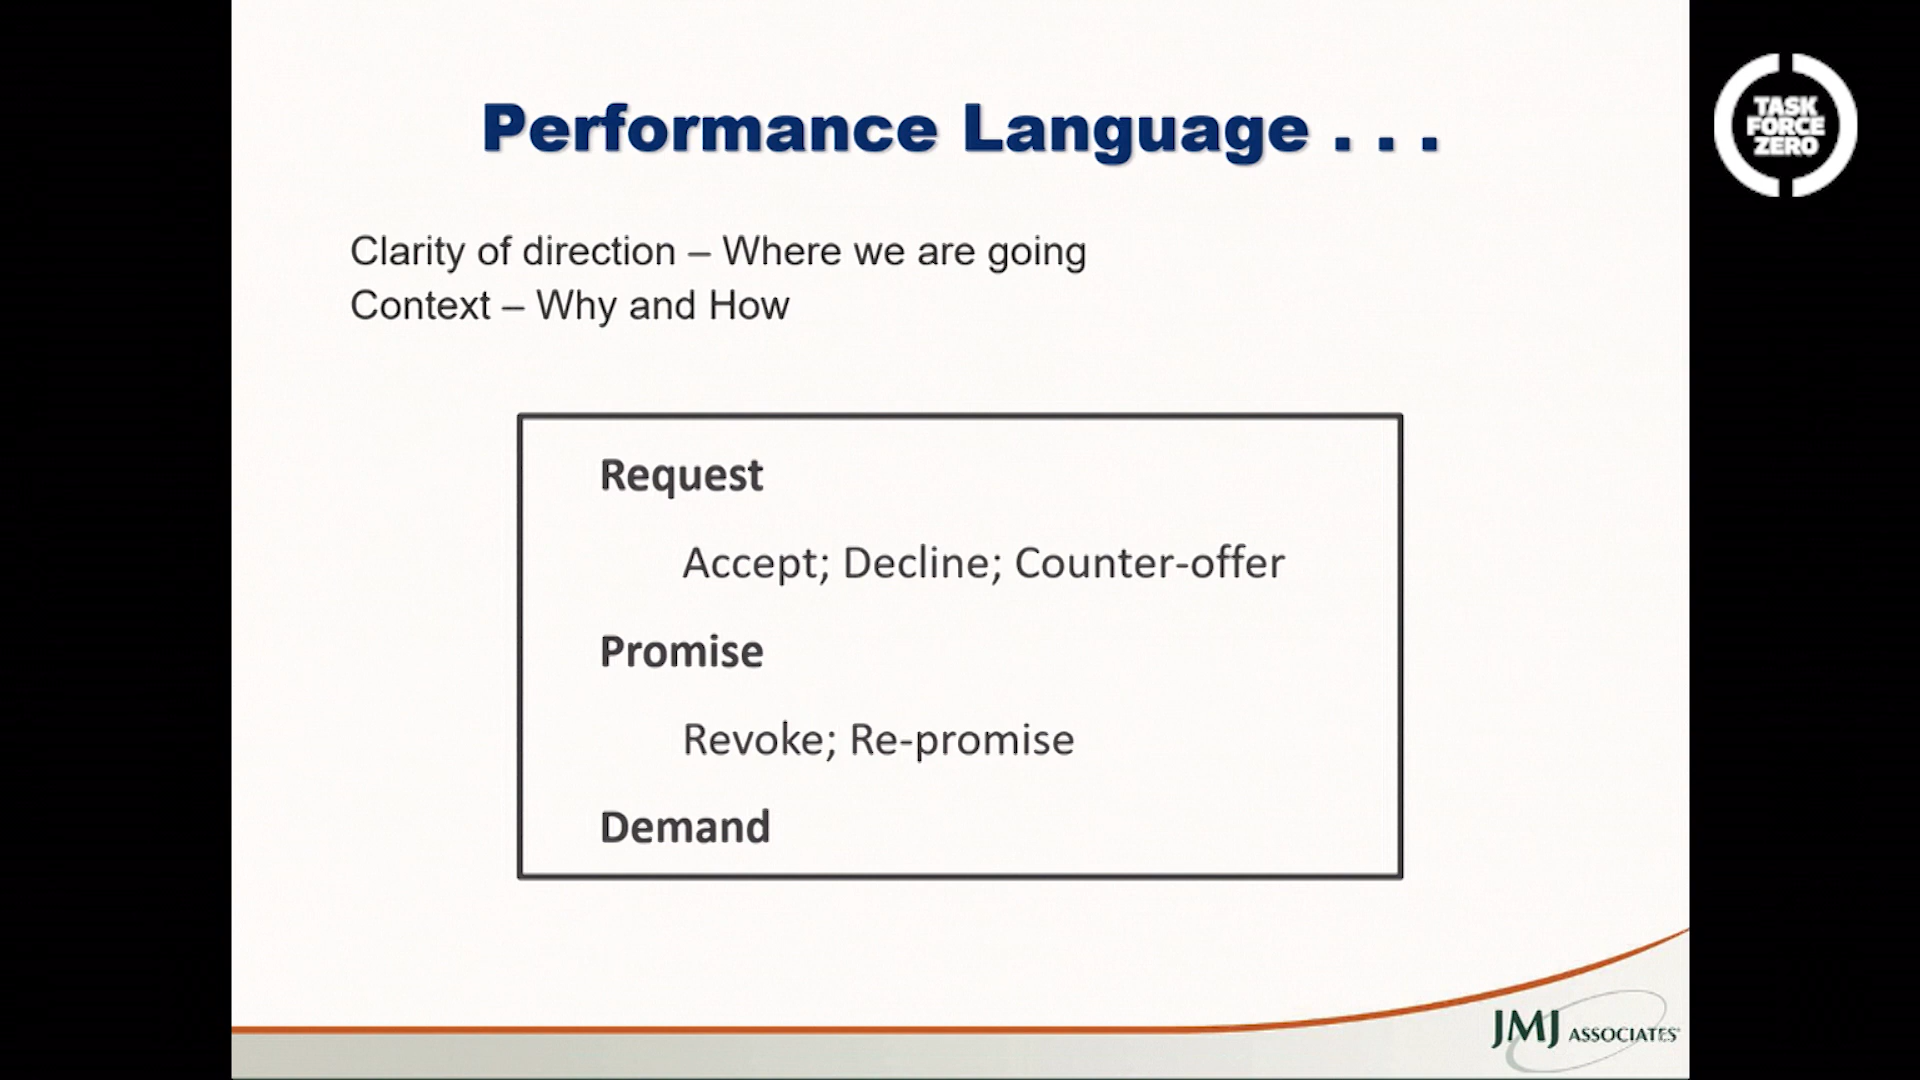 Performance Language . . .
TASK
FORCE
ZERO
Clarity of direction – Where we are going
Context – Why and How
Request
Accept; Decline; Counter-offer
Promise
Revoke; Re-promise
Demand
JMJ ASSOCIATES